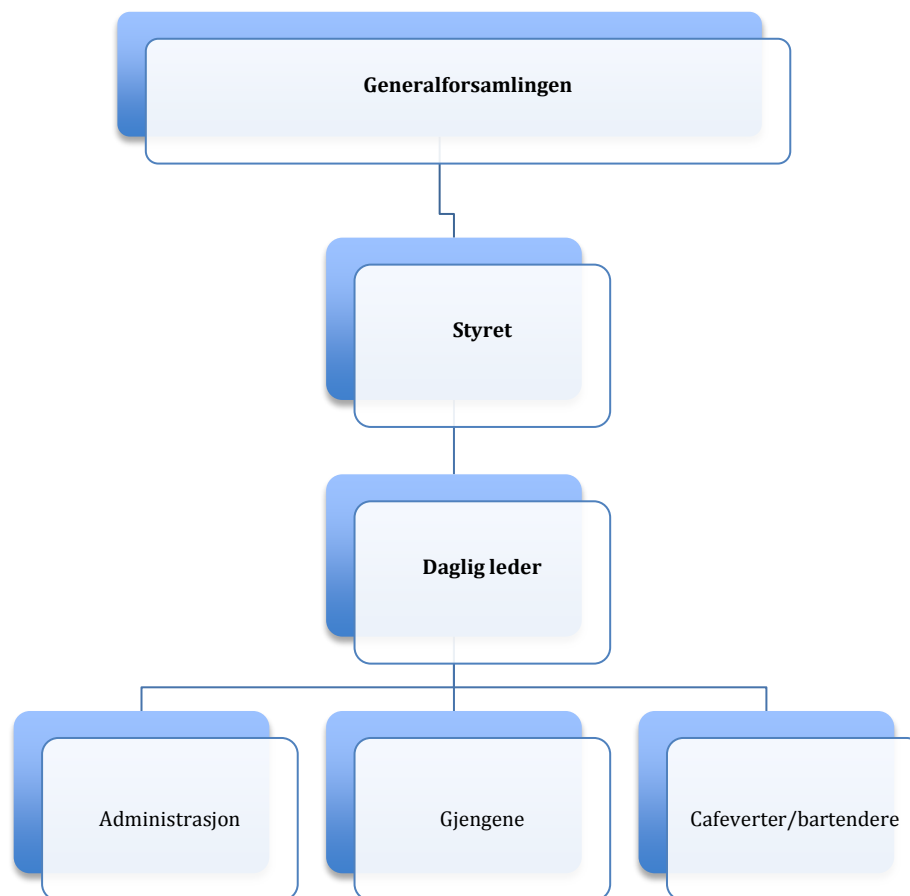 Generalforsamlingen
Styret
Daglig leder
Administrasjon
Gjengene
Cafeverter/bartendere